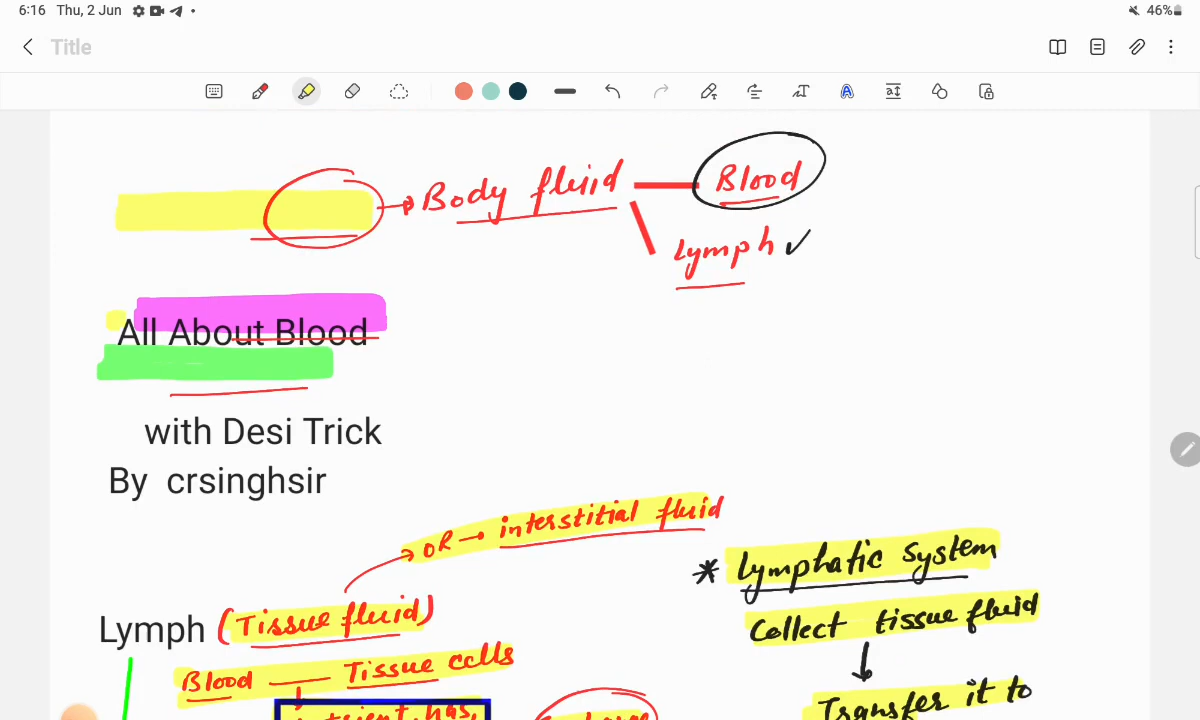 6:16 Thu, 2 Jun 46%
Title
Body fluid Blood
Lymph
All About Blood
with Desi Trick
By crsinghsir
OR → interstitial fluid
* Lymphatic system
Lymph (Tissue fluid)
Collect tissue fluid
Blood — Tissue cells
Transfer it to